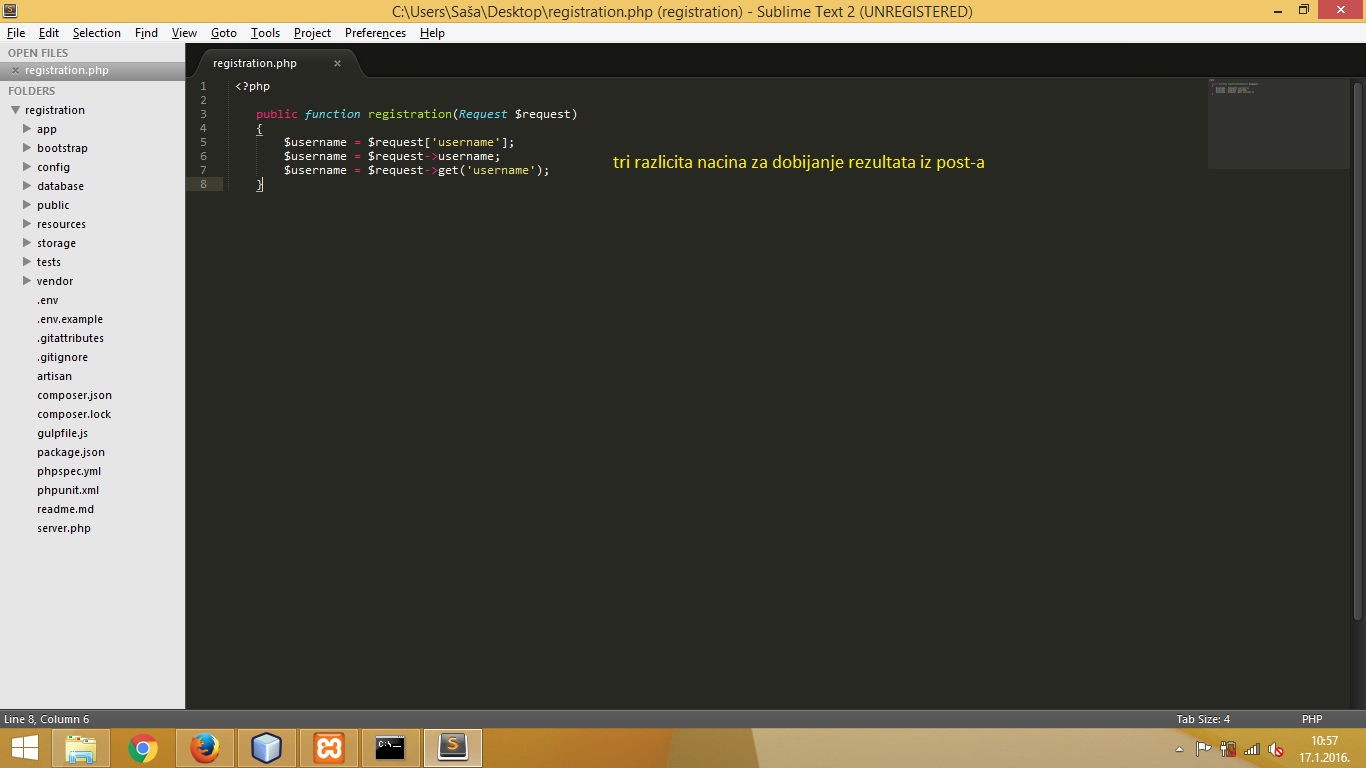 C:\Users\Saša\Desktop\registration.php (registration) - Sublime Text 2 (UNREGISTERED)
File Edit Selection Find View Goto Tools Project Preferences Help
OPEN FILES
registration.php
FOLDERS
registration
app
bootstrap
config
database
public
resources
storage
tests
vendor
.env
.env.example
.gitattributes
.gitignore
artisan
composer.json
composer.lock
gulpfile.js
package.json
phpspec.yml
phpunit.xml
readme.md
server.php
registration.php
1 <?php
2
3 public function registration(Request $request)
4 {
5 $username = $request['username'];
6 $username = $request->username;
7 $username = $request->get('username');
8 }
tri razlicita nacina za dobijanje rezultata iz post-a
Line 8, Column 6
Tab Size: 4
PHP
10:57
17.1.2016.